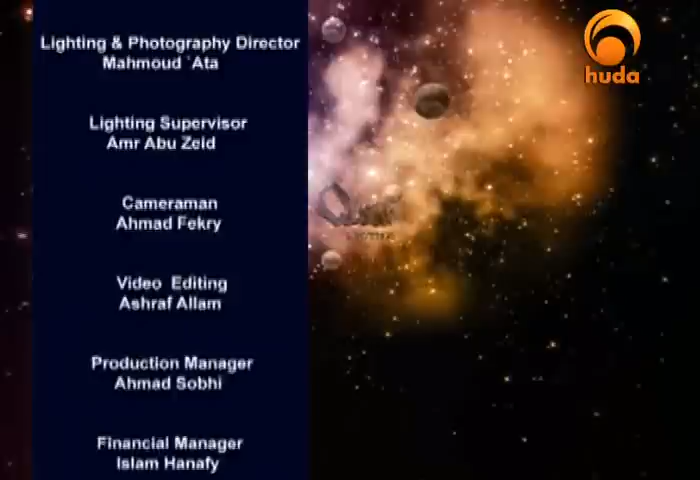 Lighting & Photography Director
Mahmoud `Ata
Lighting Supervisor
Amr Abu Zeid
Cameraman
Ahmad Fekry
Video Editing
Ashraf Allam
Production Manager
Ahmad Sobhi
Financial Manager
Islam Hanafy
huda